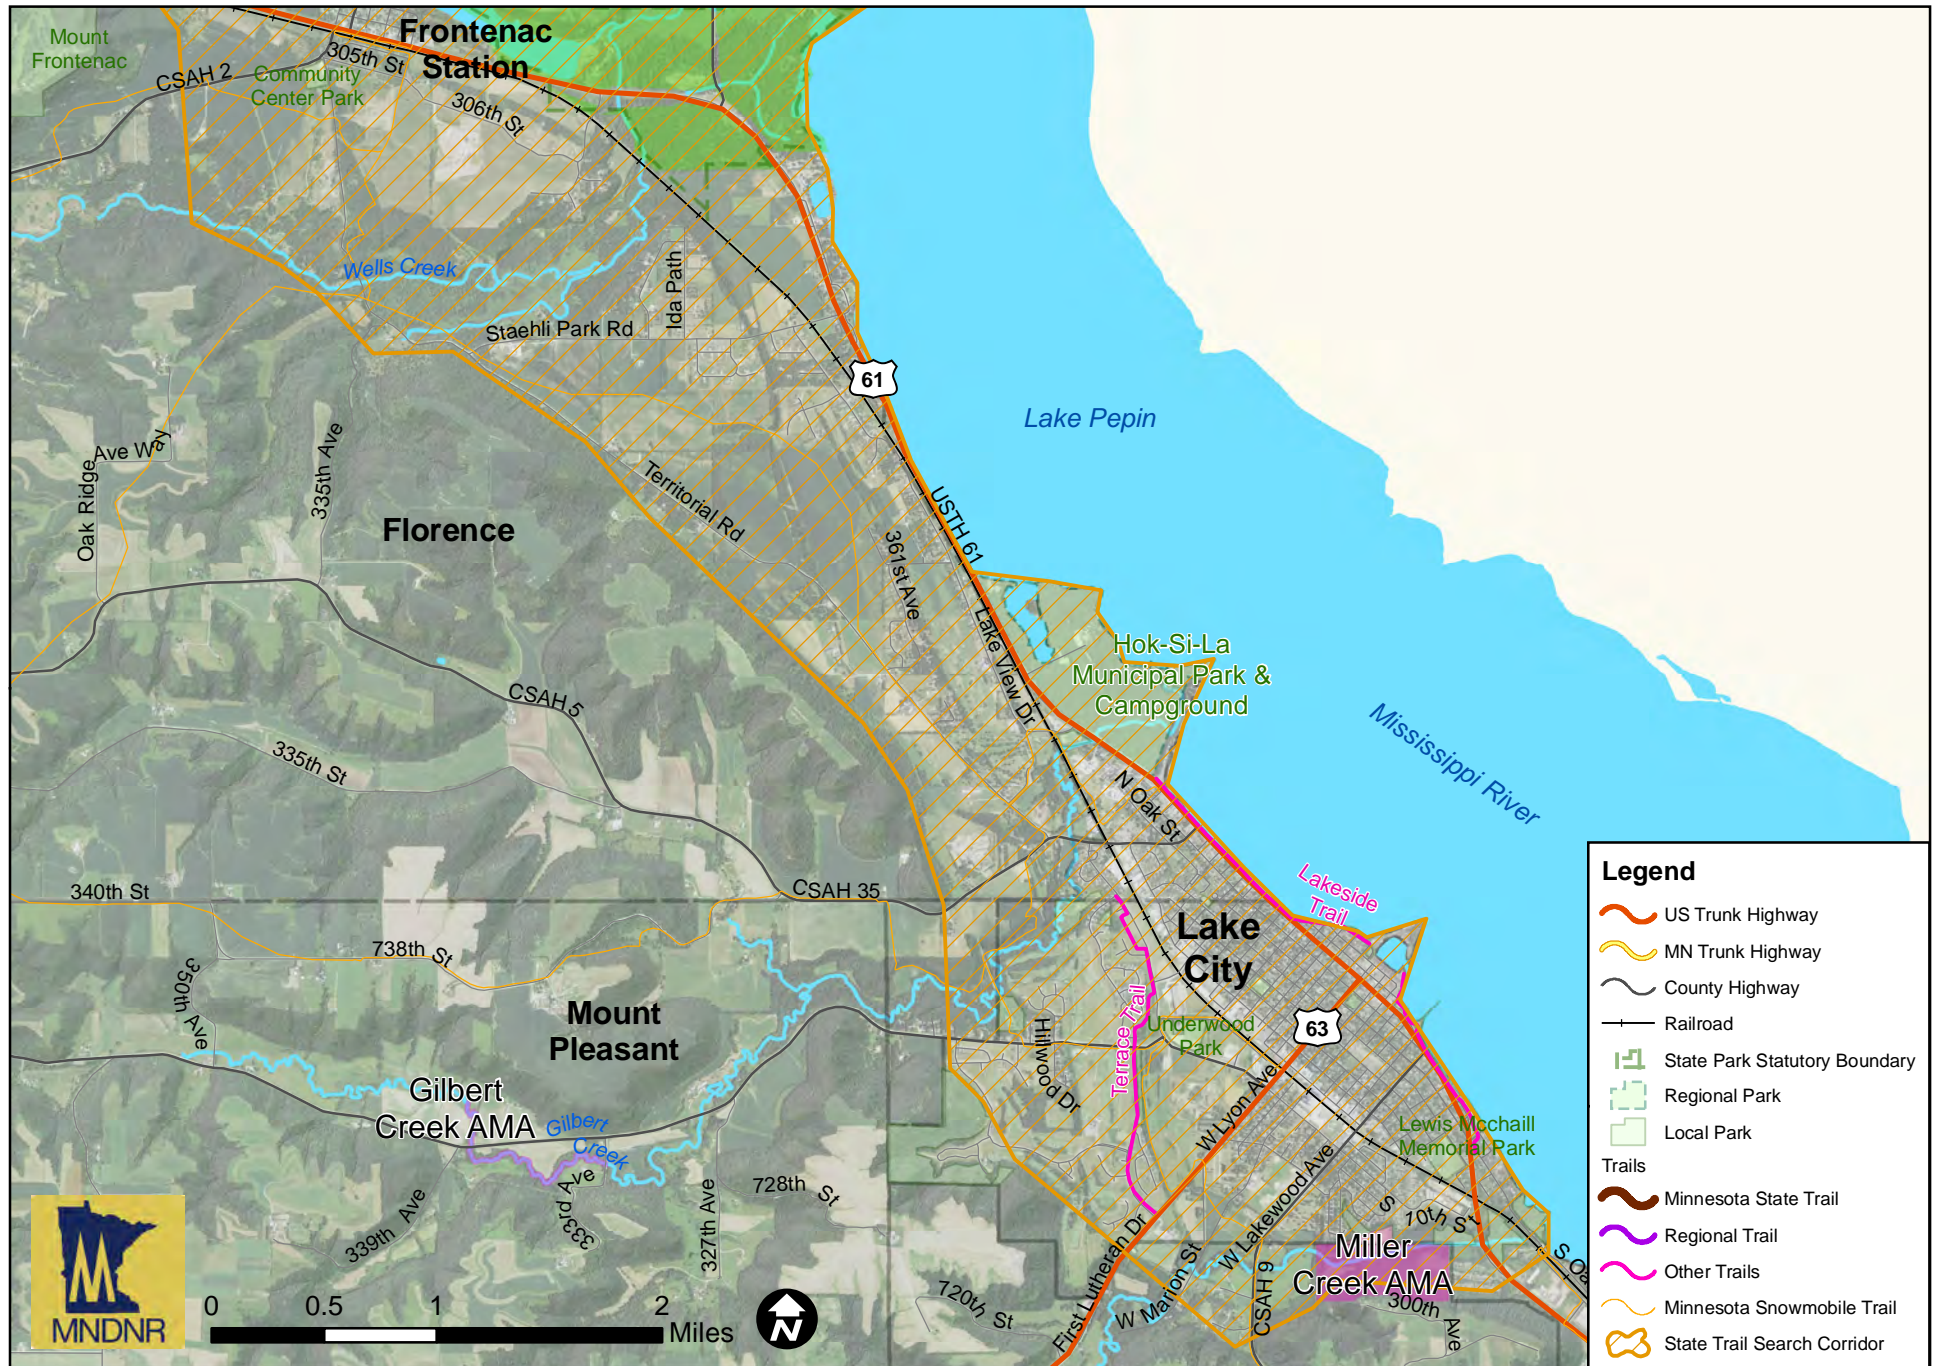 Frontenac
Station
Mount
Frontenac
305th St
CSAH 2
Community
Center Park
306th St
Wells Creek
Ida Path
Staehli Park Rd
61
Lake Pepin
Ave Way
Oak Ridge
335th Ave
Territorial Rd
USTH 61
Florence
361st Ave
Lake View Dr
Hok-Si-La
Municipal Park &
Campground
CSAH 5
Mississippi River
335th St
N Oak St
340th St
CSAH 35
Lakeside
Trail
Lake
City
738th St
350th Ave
Mount
Pleasant
Terrace Trail
Underwood
Park
63
Hillwood Dr
Gilbert
Creek AMA
Gilbert
Creek
W Lyon Ave
Lewis Mcchaill
Memorial Park
339th Ave
333rd Ave
327th Ave
728th St
W Lakewood Ave
S 10th St
First Lutheran Dr
W Marion St
CSAH 9
Miller
Creek AMA
S Oa
300th Ave
720th St
MNDNR
0 0.5 1 2
Miles
N
Legend
US Trunk Highway
MN Trunk Highway
County Highway
Railroad
State Park Statutory Boundary
Regional Park
Local Park
Trails
Minnesota State Trail
Regional Trail
Other Trails
Minnesota Snowmobile Trail
State Trail Search Corridor